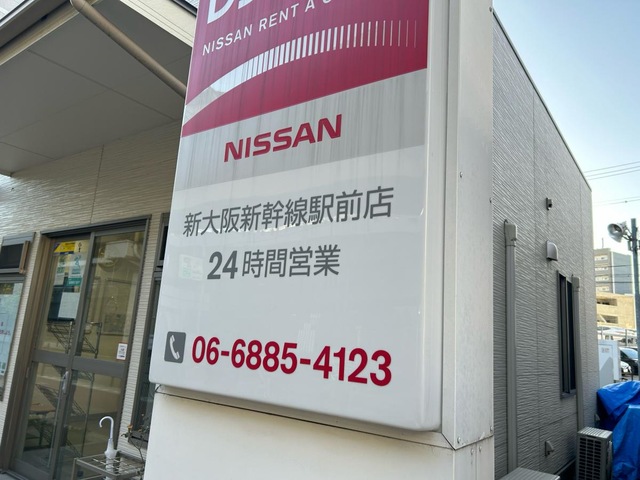 NISSAN RENT A
NISSAN
新大阪新幹線駅前店
24時間営業
06-6885-4123